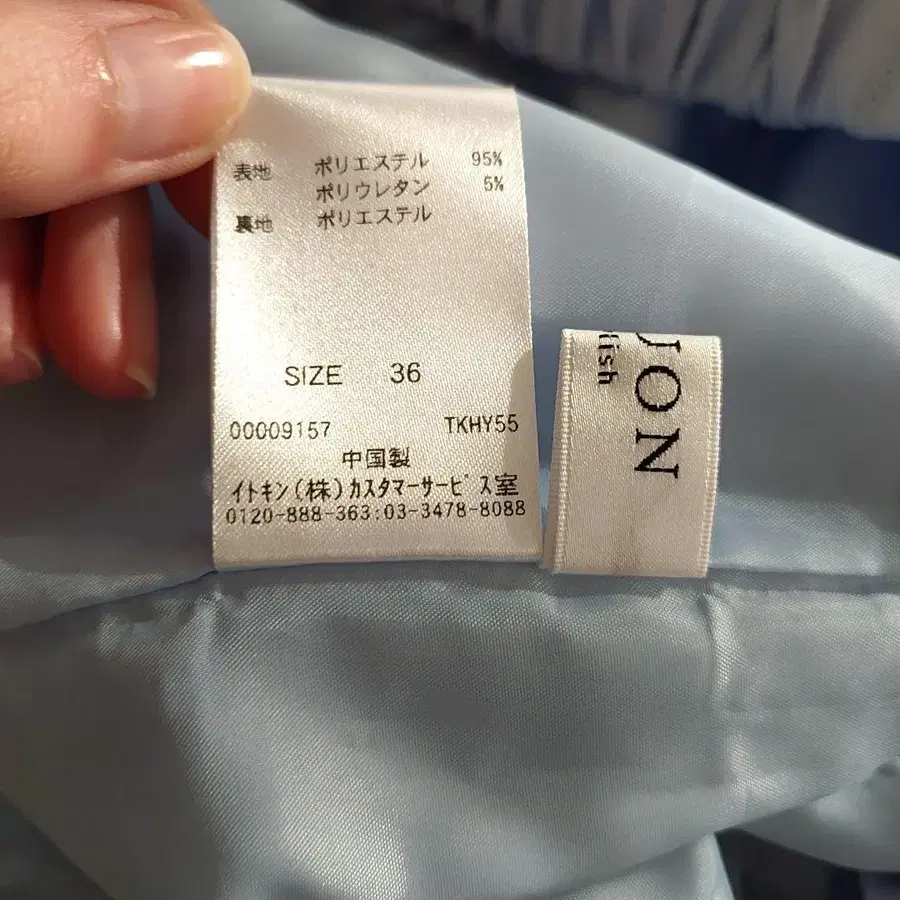 表地 ポリエステル 95%
ポリウレタン 5%
裏地 ポリエステル
SIZE 36
00009157 TKHY55
中国製
ｲﾄｷﾝ(株)ｶｽﾀﾏｰｻｰﾋﾞｽ室
0120-888-363:03-3478-8088
JON
lish